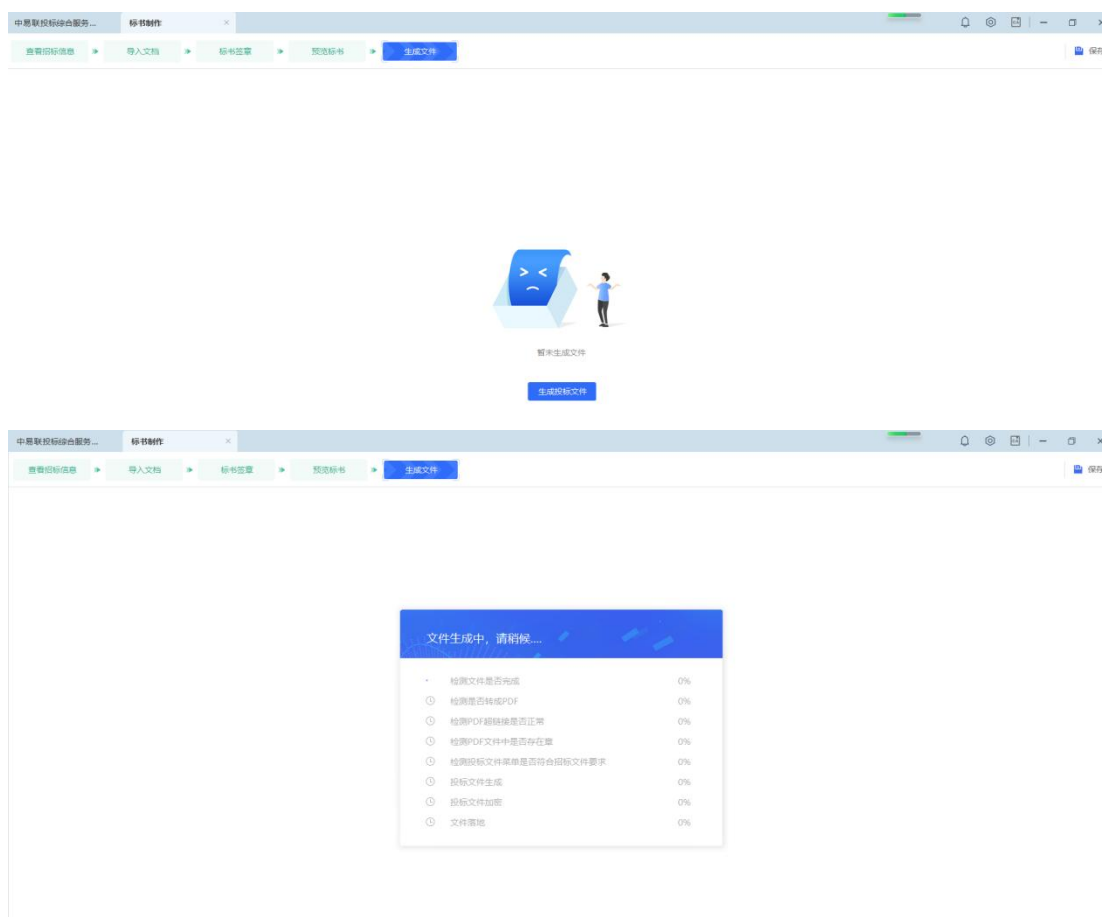 中易联投标综合服务... 标书制作
查看招标信息 导入文档 标书签章 预览标书 生成文件 保存
暂未生成文件
生成投标文件
中易联投标综合服务... 标书制作
查看招标信息 导入文档 标书签章 预览标书 生成文件 保存
文件生成中，请稍候....
检测文件是否完成 0%
检测是否转成PDF 0%
检测PDF超链接是否正常 0%
检测PDF文件中是否存在章 0%
检测投标文件菜单是否符合招标文件要求 0%
投标文件生成 0%
投标文件加密 0%
文件落地 0%